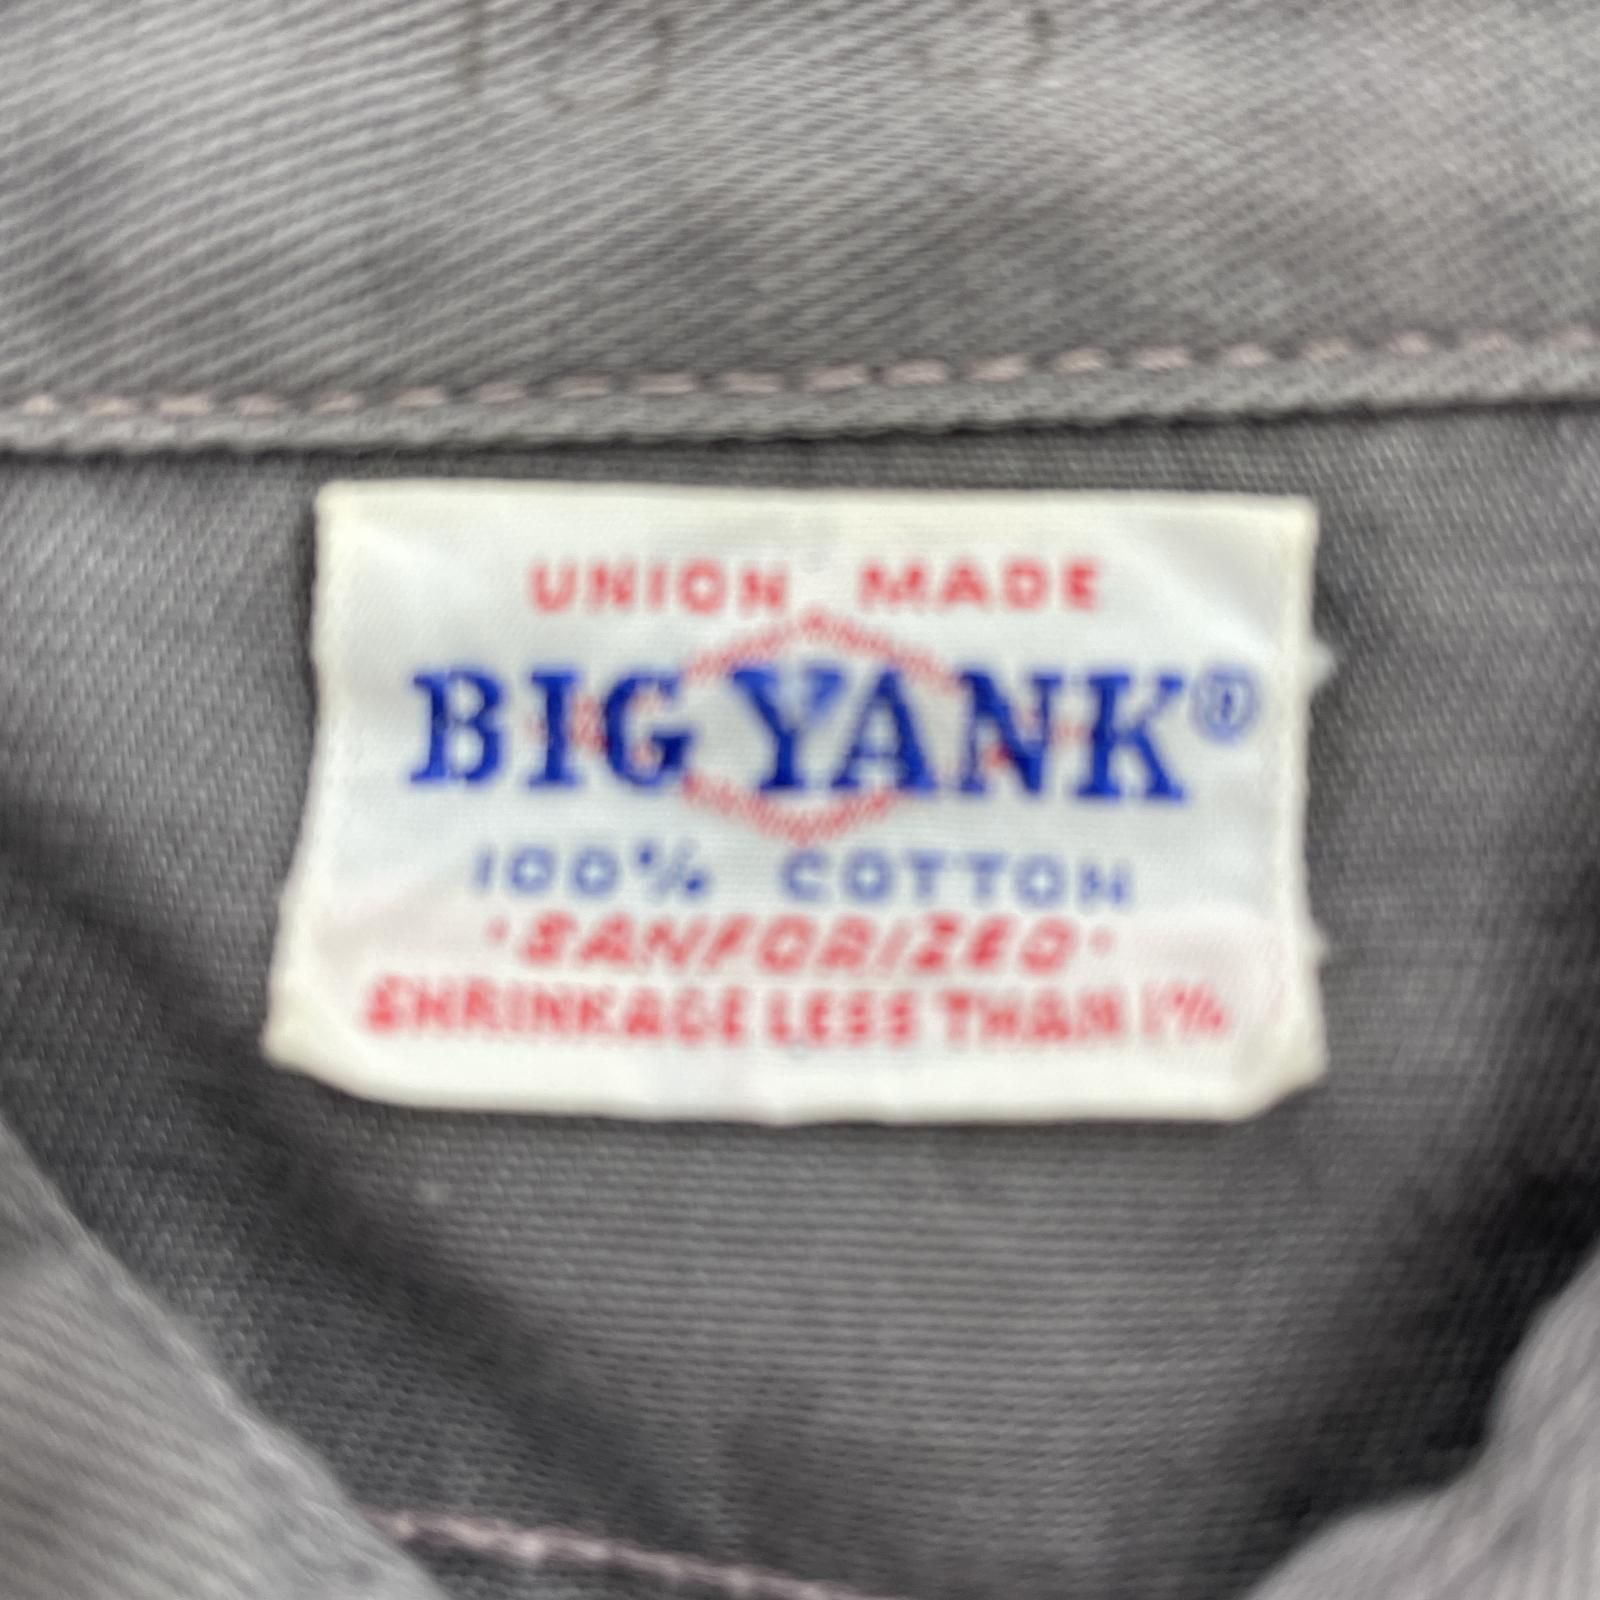 UNION MADE
BIG YANK®
100% COTTON
·SANFORIZED·
SHRINKAGE LESS THAN 1%